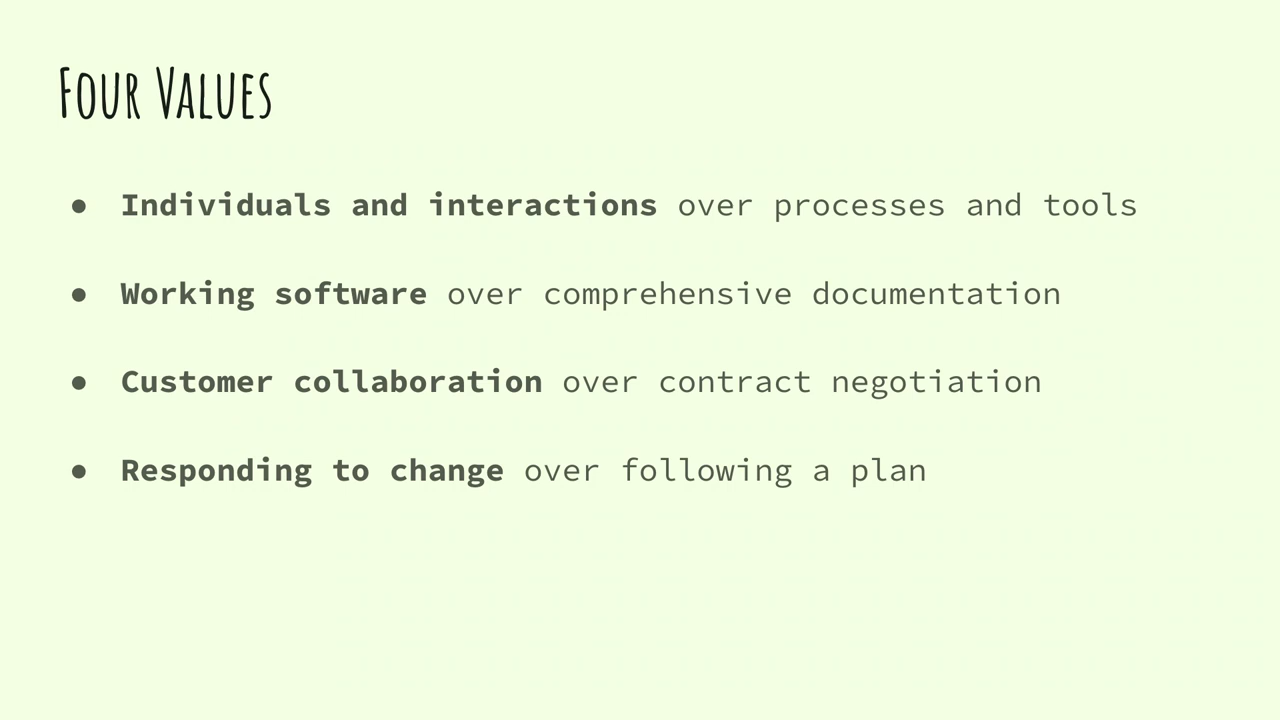 Four Values
● Individuals and interactions over processes and tools
● Working software over comprehensive documentation
● Customer collaboration over contract negotiation
● Responding to change over following a plan